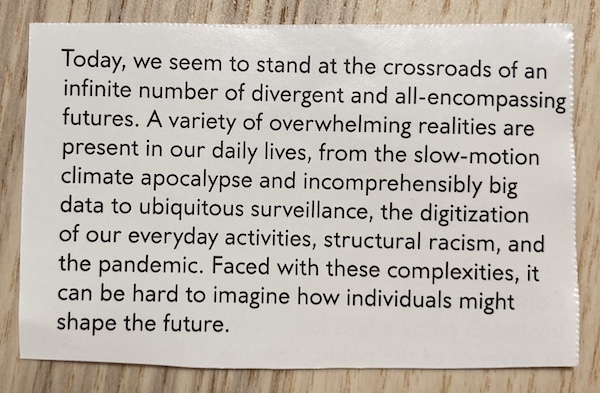 Today, we seem to stand at the crossroads of an
infinite number of divergent and all-encompassing
futures. A variety of overwhelming realities are
present in our daily lives, from the slow-motion
climate apocalypse and incomprehensibly big
data to ubiquitous surveillance, the digitization
of our everyday activities, structural racism, and
the pandemic. Faced with these complexities, it
can be hard to imagine how individuals might
shape the future.